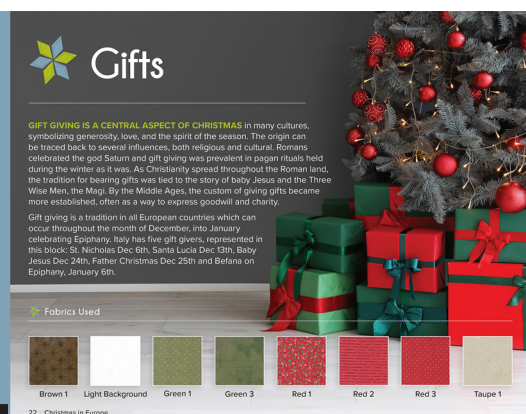 Gifts
GIFT GIVING IS A CENTRAL ASPECT OF CHRISTMAS in many cultures,
symbolizing generosity, love, and the spirit of the season. The origin can
be traced back to several influences, both religious and cultural. Romans
celebrated the god Saturn and gift giving was prevalent in pagan rituals held
during the winter as it was. As Christianity spread throughout the Roman land,
the tradition for bearing gifts was tied to the story of baby Jesus and the Three
Wise Men, the Magi. By the Middle Ages, the custom of giving gifts became
more established, often as a way to express goodwill and charity.
Gift giving is a tradition in all European countries which can
occur throughout the month of December, into January
celebrating Epiphany. Italy has five gift givers, represented in
this block: St. Nicholas Dec 6th, Santa Lucia Dec 13th, Baby
Jesus Dec 24th, Father Christmas Dec 25th and Befana on
Epiphany, January 6th.
Fabrics Used
Brown 1 Light Background Green 1 Green 3 Red 1 Red 2 Red 3 Taupe 1
22 Christmas in Europe